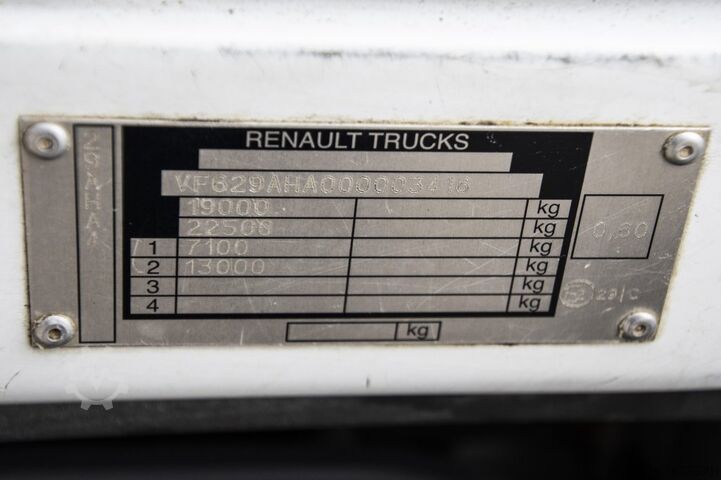 RENAULT TRUCKS
29AHA1
VF629AHA000003416
19000 kg
22500 kg
1 7100 kg
2 13000 kg
3 kg
4 kg
kg
0,80